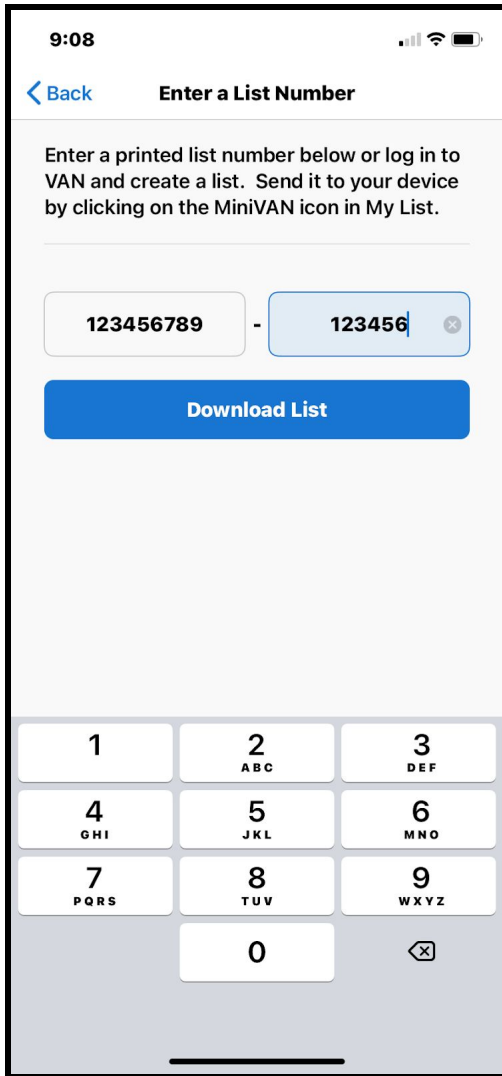 9:08
Back Enter a List Number
Enter a printed list number below or log in to
VAN and create a list.  Send it to your device
by clicking on the MiniVAN icon in My List.
123456789 - 123456
Download List
1 2 3
ABC DEF
4 5 6
GHI JKL MNO
7 8 9
PQRS TUV WXYZ
0